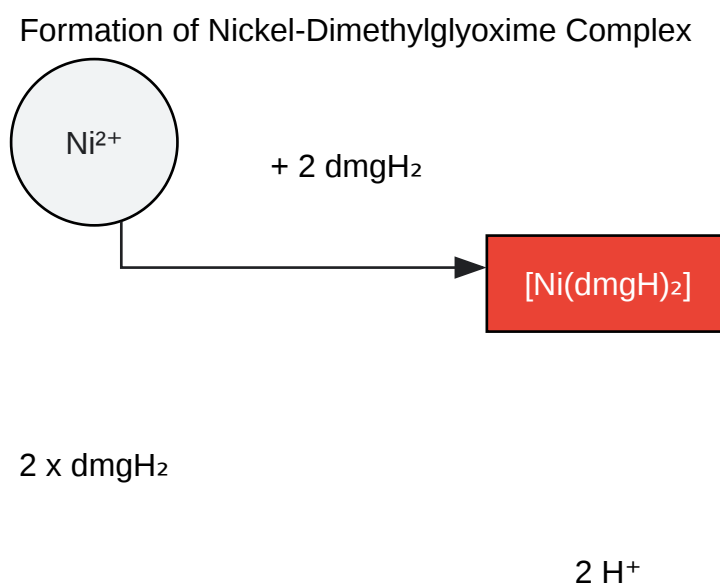 Formation of Nickel-Dimethylglyoxime Complex
Ni²⁺
+ 2 dmgH₂
[Ni(dmgH)₂]
2 x dmgH₂
2 H⁺